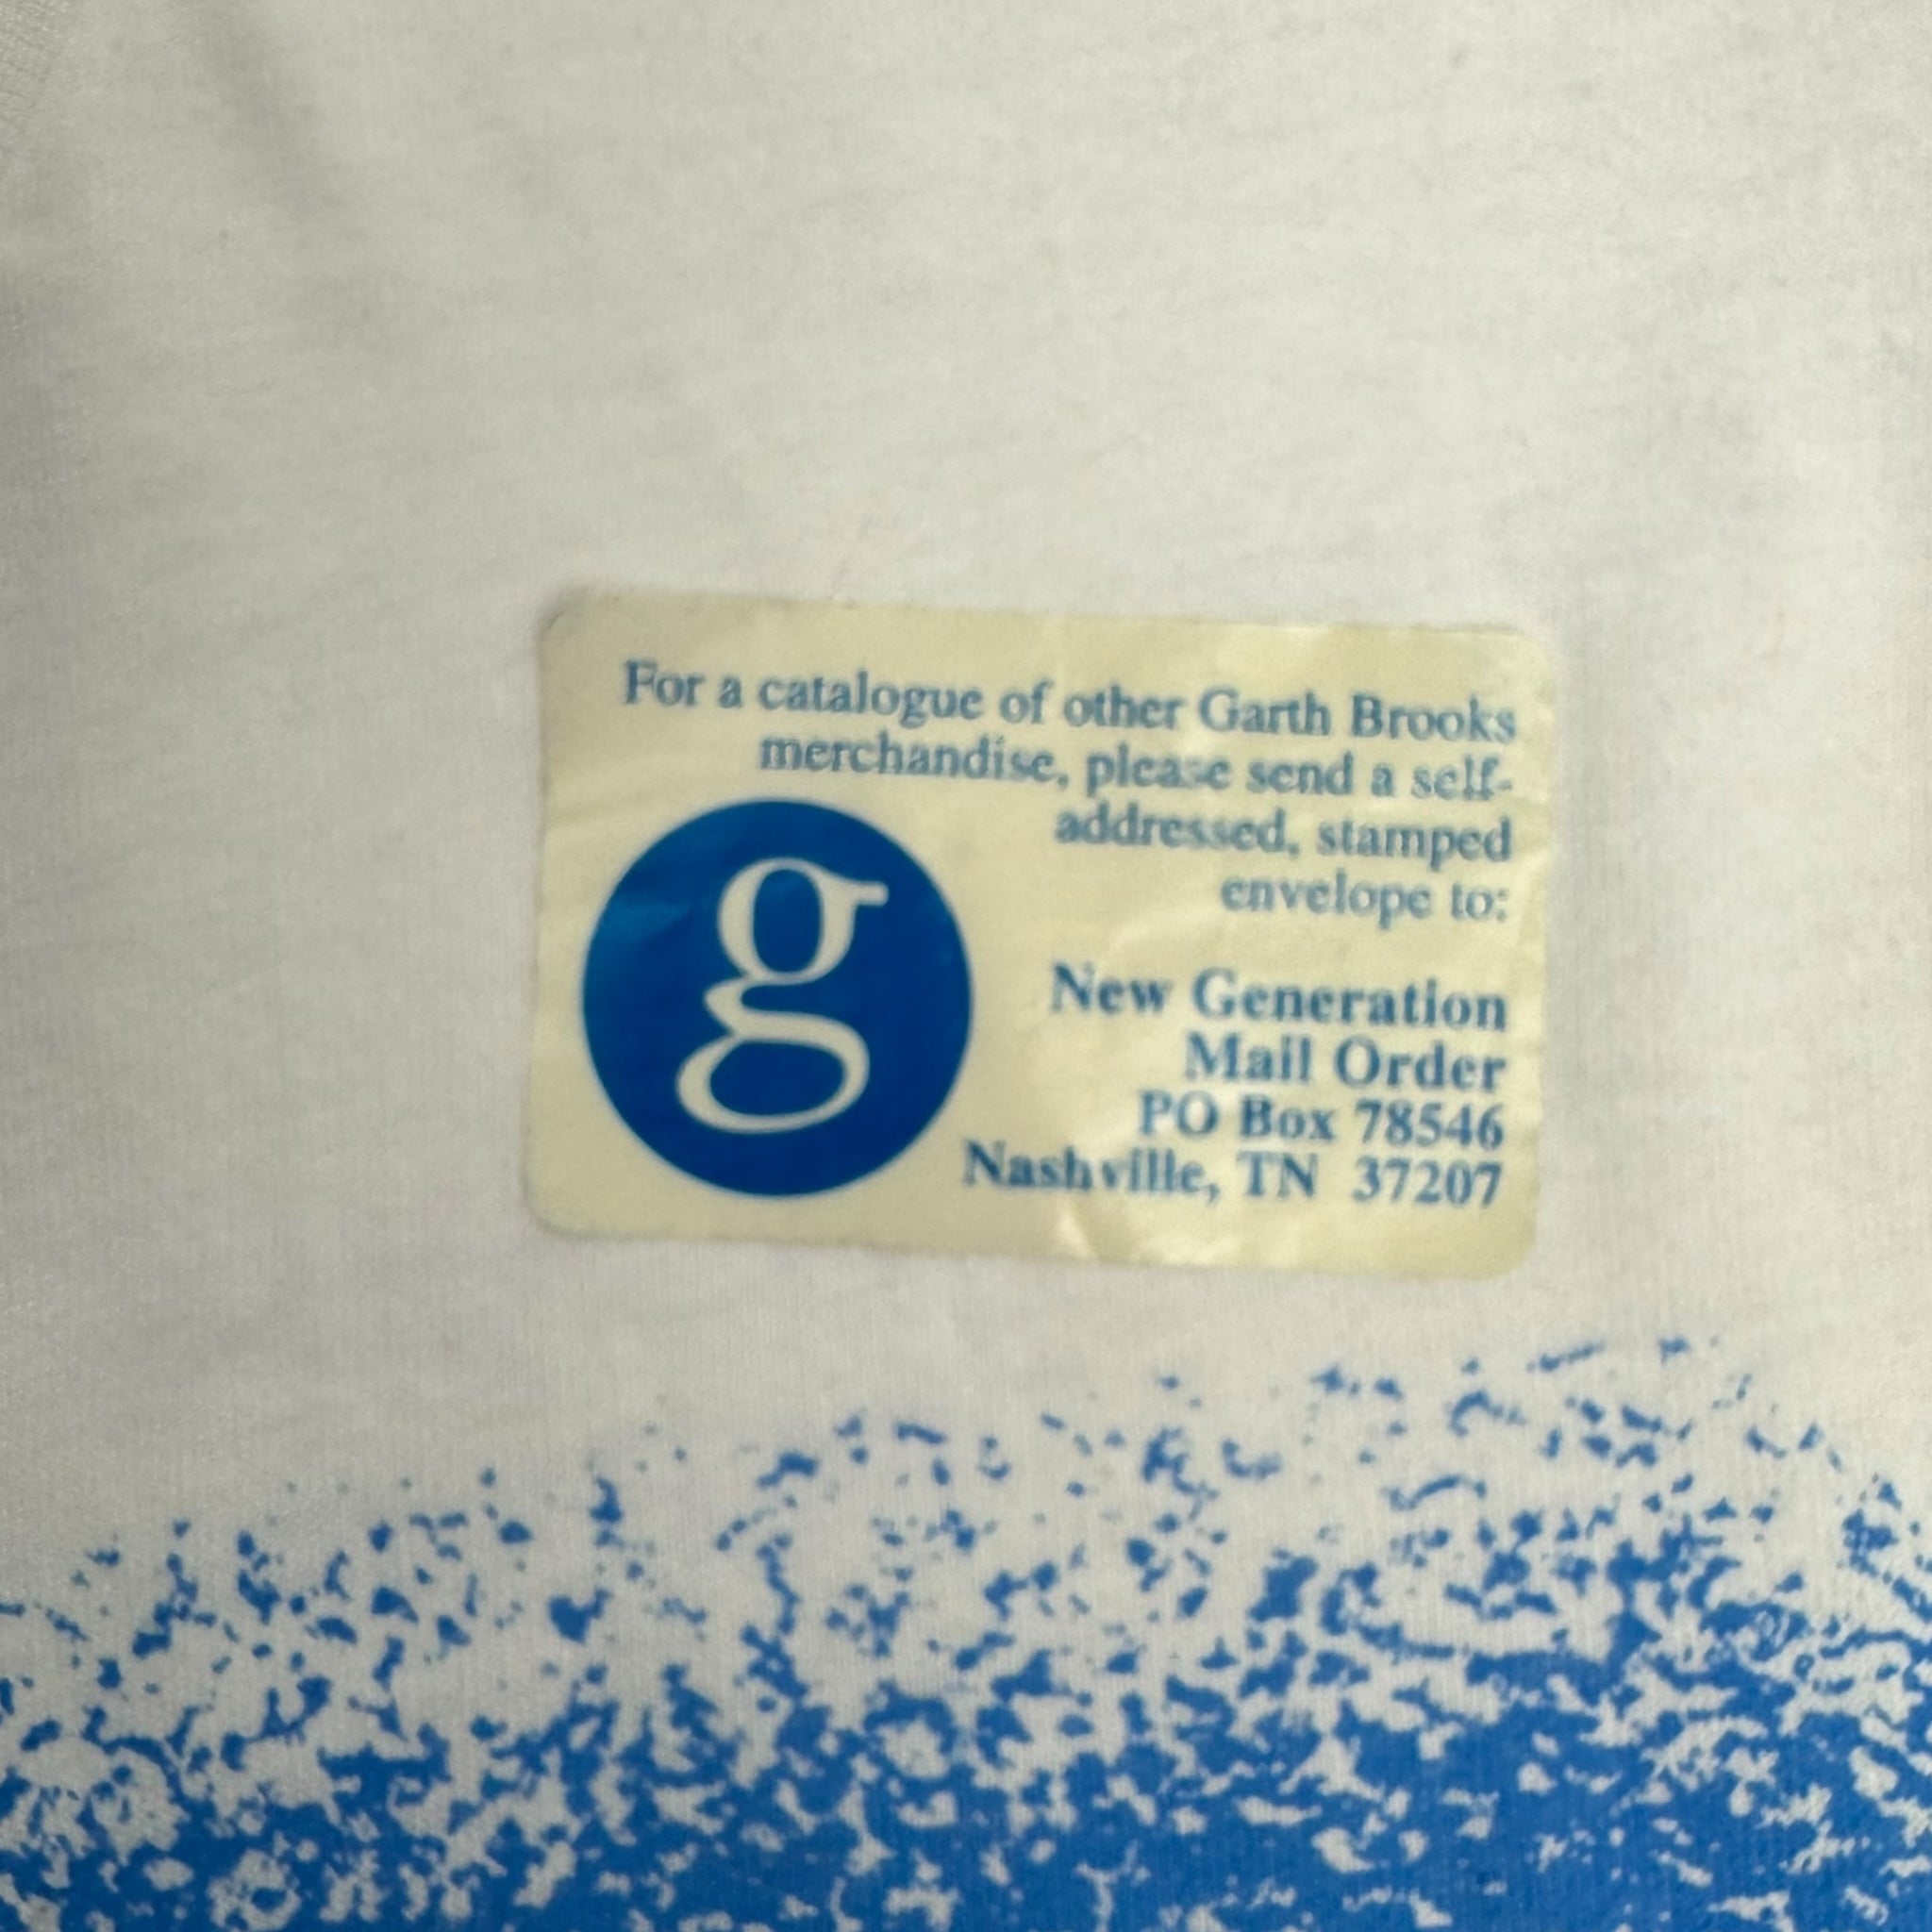 For a catalogue of other Garth Brooks
merchandise, please send a self-
addressed, stamped
envelope to:
g
New Generation
Mail Order
PO Box 78546
Nashville, TN 37207